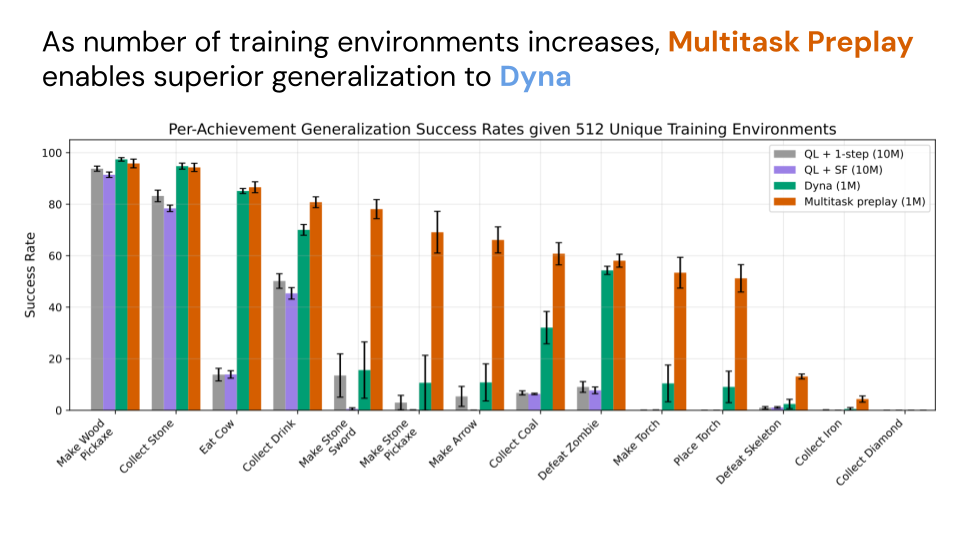 As number of training environments increases, Multitask Preplay
enables superior generalization to Dyna
Per-Achievement Generalization Success Rates given 512 Unique Training Environments
QL + 1-step (10M)
QL + SF (10M)
Dyna (1M)
Multitask preplay (1M)
Success Rate
100
80
60
40
20
0
Make Wood
Pickaxe
Collect Stone
Eat Cow
Collect Drink
Make Stone
Sword
Make Stone
Pickaxe
Make Arrow
Collect Coal
Defeat Zombie
Make Torch
Place Torch
Defeat Skeleton
Collect Iron
Collect Diamond